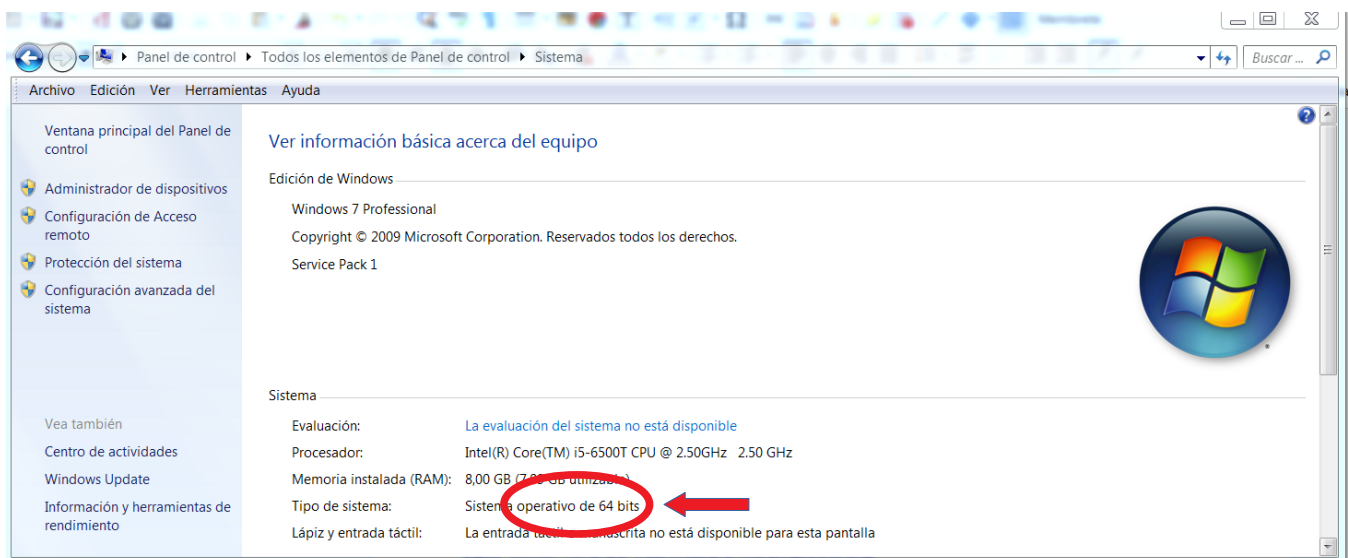 Panel de control ▸ Todos los elementos de Panel de control ▸ Sistema
Buscar ...
Archivo Edición Ver Herramientas Ayuda
Ventana principal del Panel de
control
Administrador de dispositivos
Configuración de Acceso
remoto
Protección del sistema
Configuración avanzada del
sistema
Vea también
Centro de actividades
Windows Update
Información y herramientas de
rendimiento
Ver información básica acerca del equipo
Edición de Windows
Windows 7 Professional
Copyright © 2009 Microsoft Corporation. Reservados todos los derechos.
Service Pack 1
Sistema
Evaluación: La evaluación del sistema no está disponible
Procesador: Intel(R) Core(TM) i5-6500T CPU @ 2.50GHz 2.50 GHz
Memoria instalada (RAM): 8,00 GB GB utilizable)
Tipo de sistema: Sistema operativo de 64 bits
Lápiz y entrada táctil: La entrada táctil o manuscrita no está disponible para esta pantalla